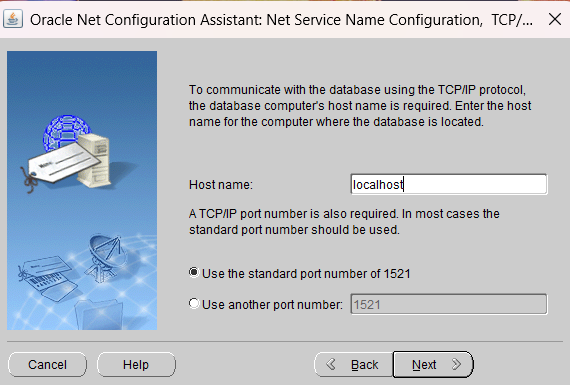 Oracle Net Configuration Assistant: Net Service Name Configuration, TCP/...
To communicate with the database using the TCP/IP protocol,
the database computer's host name is required. Enter the host
name for the computer where the database is located.
Host name:
localhost
A TCP/IP port number is also required. In most cases the
standard port number should be used.
Use the standard port number of 1521
Use another port number:
1521
Cancel
Help
Back
Next